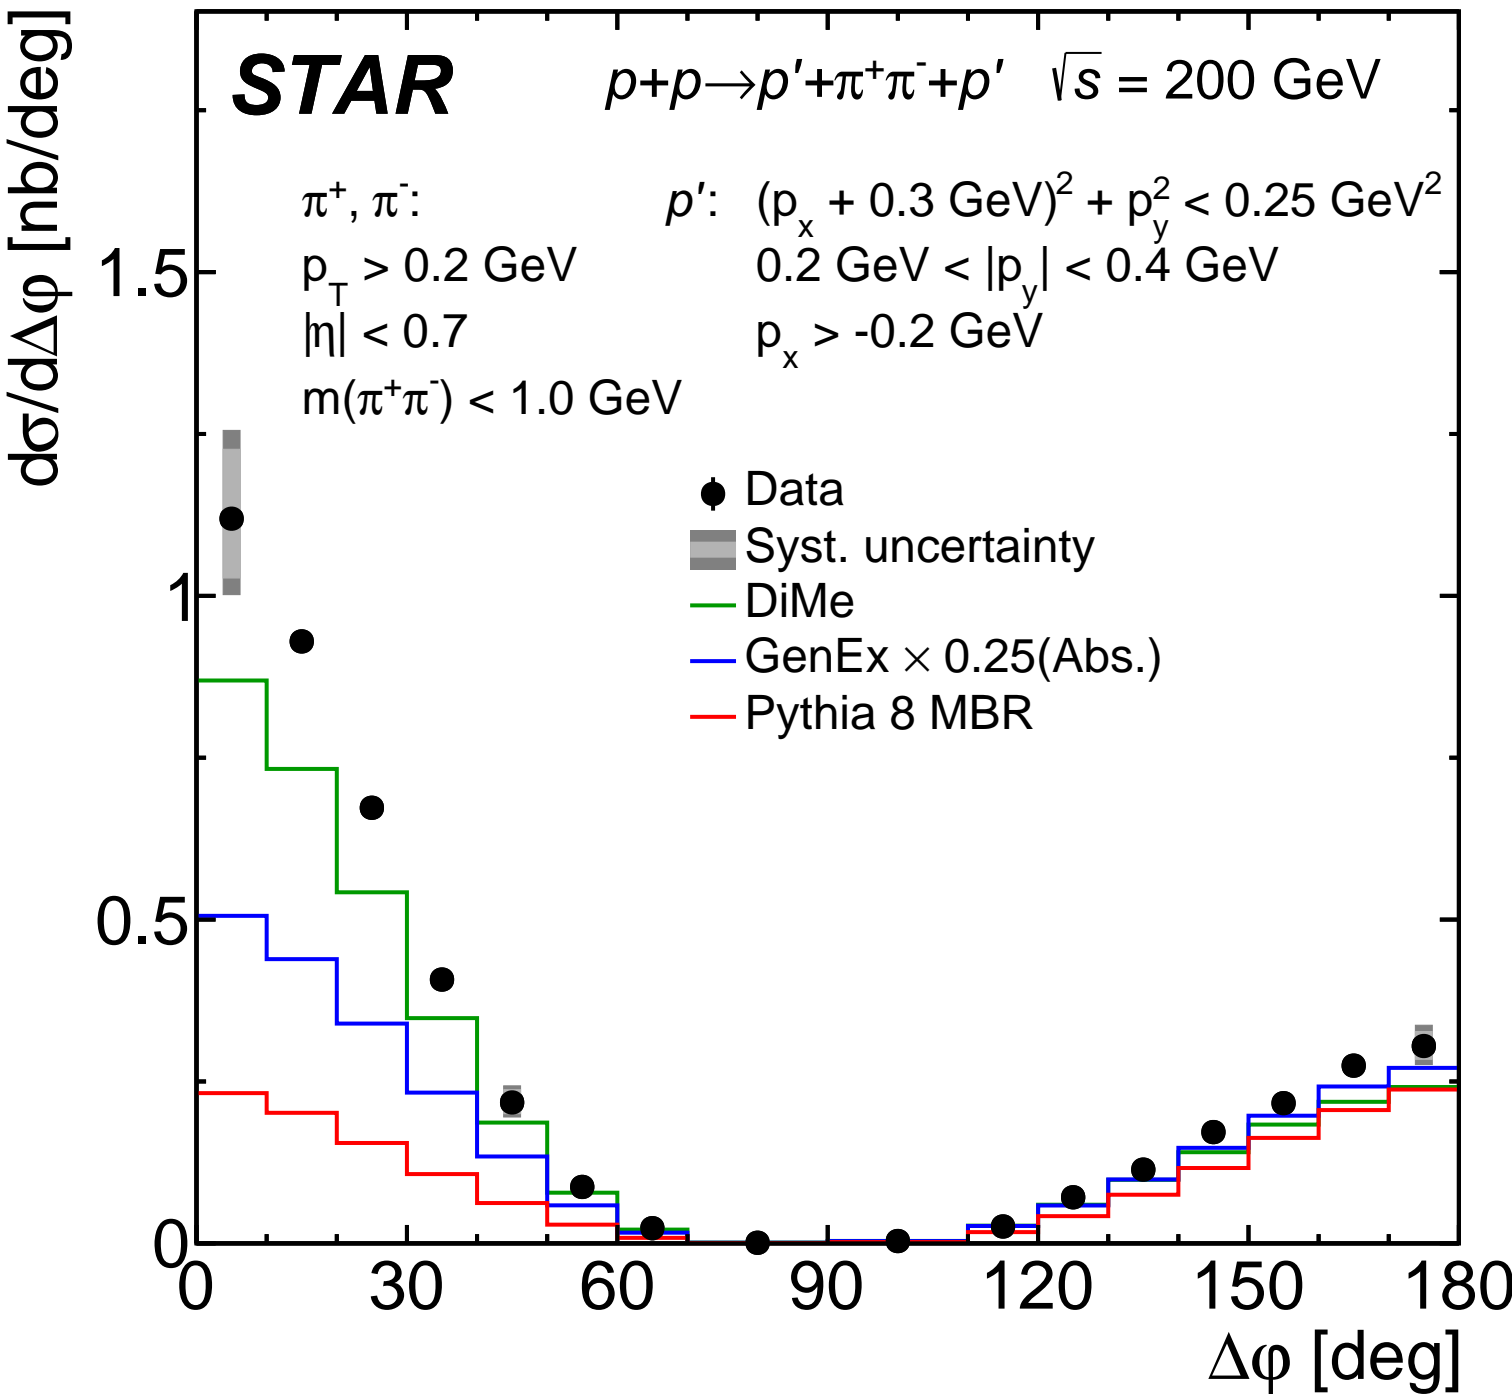 dσ/dΔφ [nb/deg]
STAR p+p→p′+π⁺π⁻+p′ √s = 200 GeV
π⁺, π⁻: p′: (pₓ + 0.3 GeV)² + p_y² < 0.25 GeV²
p_T > 0.2 GeV 0.2 GeV < |p_y| < 0.4 GeV
|η| < 0.7 pₓ > -0.2 GeV
m(π⁺π⁻) < 1.0 GeV
Data
Syst. uncertainty
DiMe
GenEx × 0.25(Abs.)
Pythia 8 MBR
1.5
1
0.5
0
0 30 60 90 120 150 180
Δφ [deg]